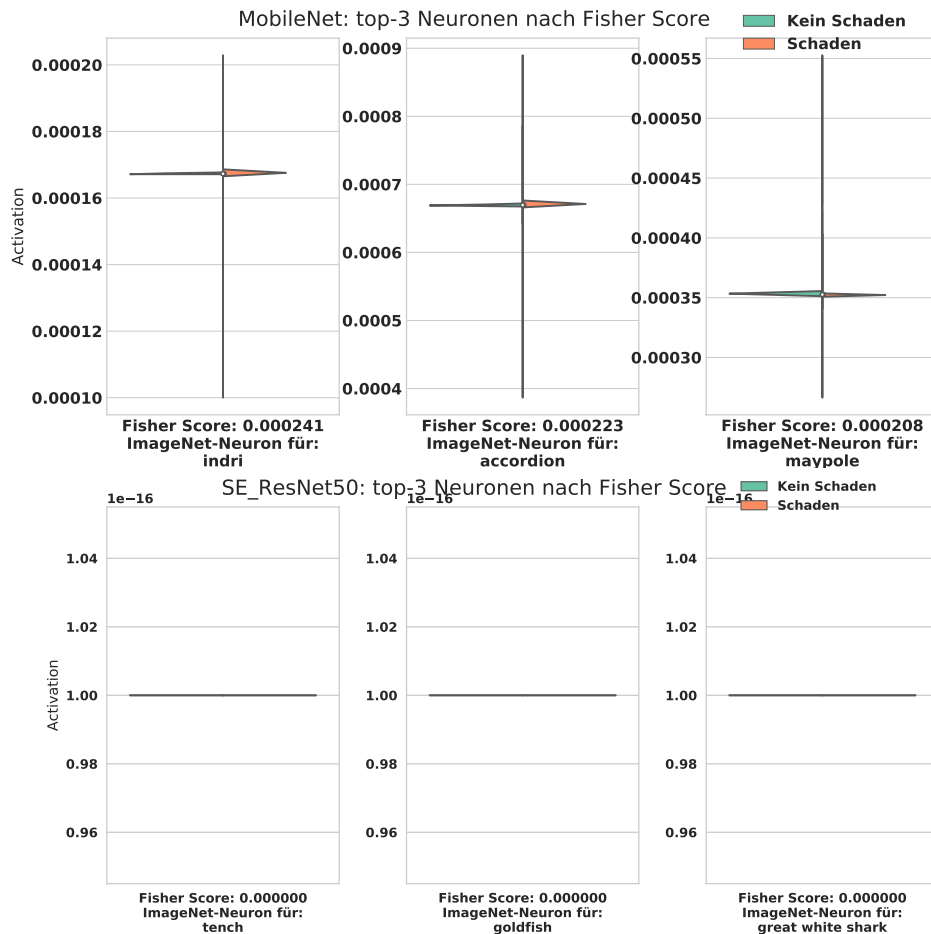 MobileNet: top-3 Neuronen nach Fisher Score
Kein Schaden
Schaden
Activation
0.00020
0.00018
0.00016
0.00014
0.00012
0.00010
Fisher Score: 0.000241
ImageNet-Neuron für:
indri
0.0009
0.0008
0.0007
0.0006
0.0005
0.0004
Fisher Score: 0.000223
ImageNet-Neuron für:
accordion
0.00055
0.00050
0.00045
0.00040
0.00035
0.00030
Fisher Score: 0.000208
ImageNet-Neuron für:
maypole
SE_ResNet50: top-3 Neuronen nach Fisher Score
Kein Schaden
Schaden
Activation
1e−16
1.04
1.02
1.00
0.98
0.96
Fisher Score: 0.000000
ImageNet-Neuron für:
tench
1e−16
1.04
1.02
1.00
0.98
0.96
Fisher Score: 0.000000
ImageNet-Neuron für:
goldfish
1e−16
1.04
1.02
1.00
0.98
0.96
Fisher Score: 0.000000
ImageNet-Neuron für:
great white shark